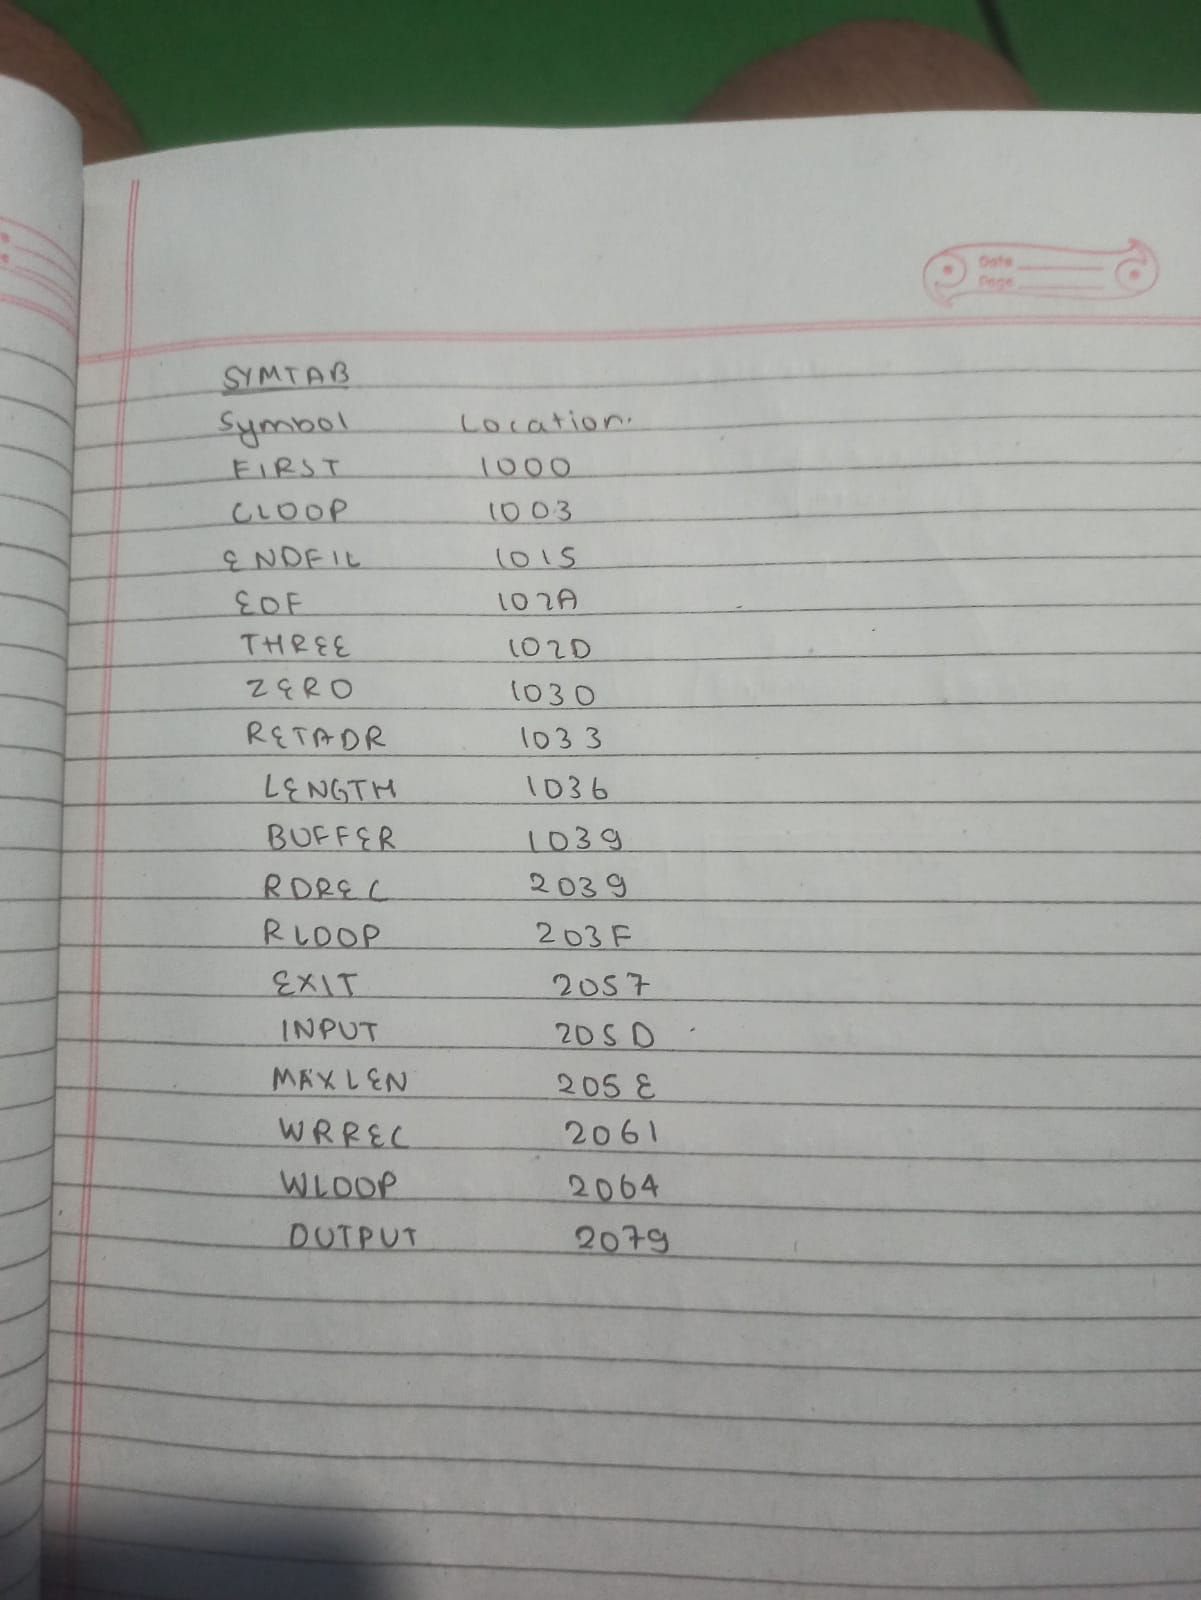 Date
Page
SYMTAB
Symbol Location.
FIRST 1000
CLOOP 1003
ENDFIL 1015
EOF 102A
THREE 102D
ZERO 1030
RETADR 1033
LENGTH 1036
BUFFER 1039
RDREC 2039
RLOOP 203F
EXIT 2057
INPUT 205D
MAXLEN 205E
WRREC 2061
WLOOP 2064
OUTPUT 2079